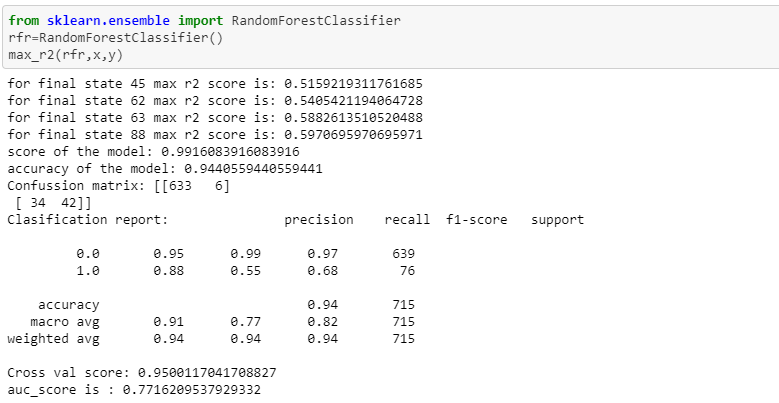 from sklearn.ensemble import RandomForestClassifier
rfr=RandomForestClassifier()
max_r2(rfr,x,y)
for final state 45 max r2 score is: 0.5159219311761685
for final state 62 max r2 score is: 0.5405421194064728
for final state 63 max r2 score is: 0.5882613510520488
for final state 88 max r2 score is: 0.5970695970695971
score of the model: 0.9916083916083916
accuracy of the model: 0.9440559440559441
Confussion matrix: [[633   6]
 [ 34  42]]
Clasification report:               precision    recall  f1-score   support
         0.0       0.95      0.99      0.97       639
         1.0       0.88      0.55      0.68        76
    accuracy                           0.94       715
   macro avg       0.91      0.77      0.82       715
weighted avg       0.94      0.94      0.94       715
Cross val score: 0.9500117041708827
auc_score is : 0.7716209537929332